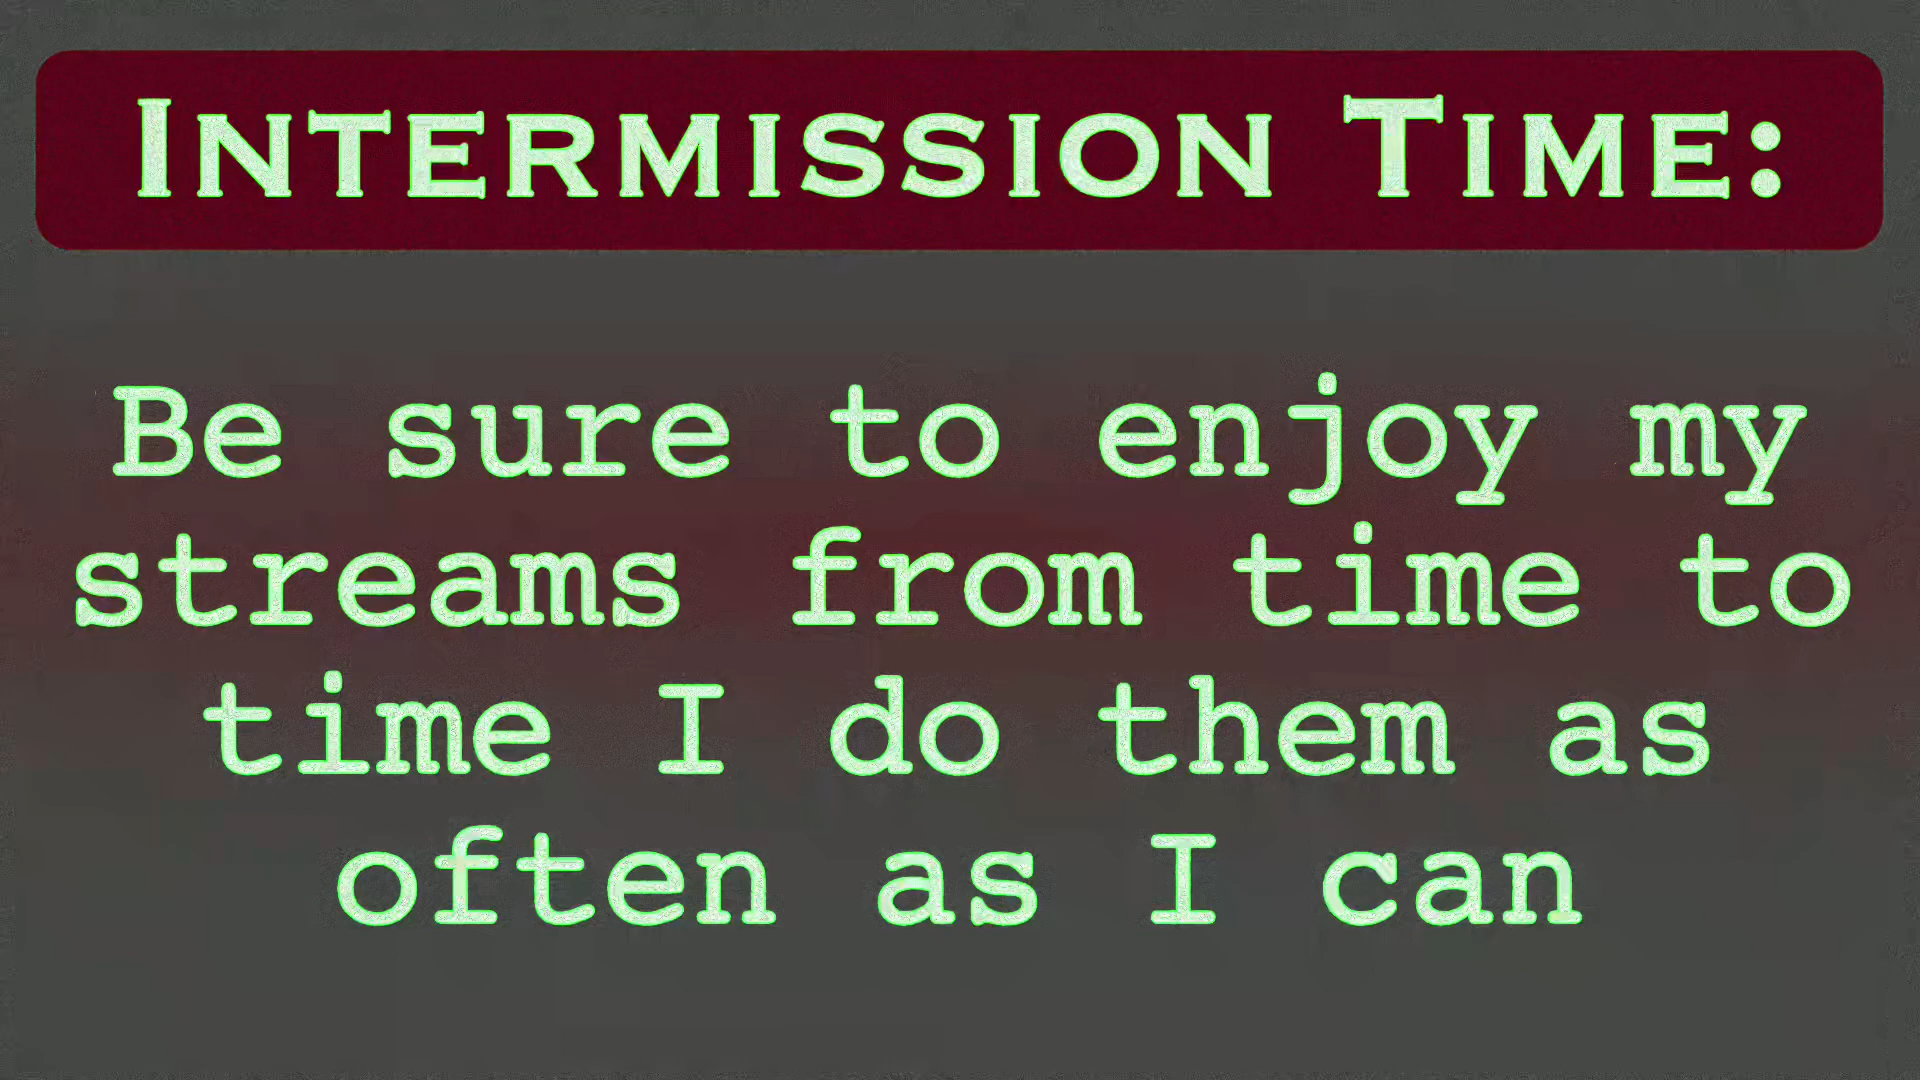 Intermission Time:
Be sure to enjoy my
streams from time to
time I do them as
often as I can